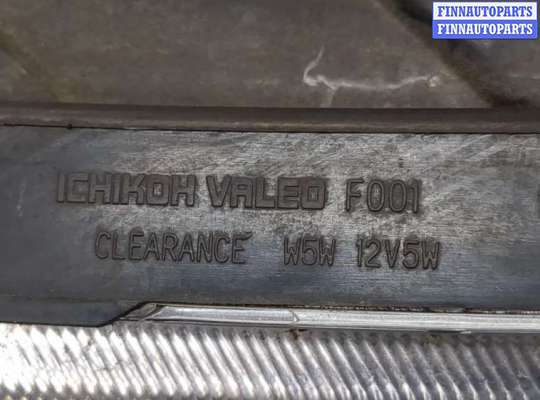 FINNAUTOPARTS
FINNAUTOPARTS
ICHIKOH VALEO F001
CLEARANCE W5W 12V5W